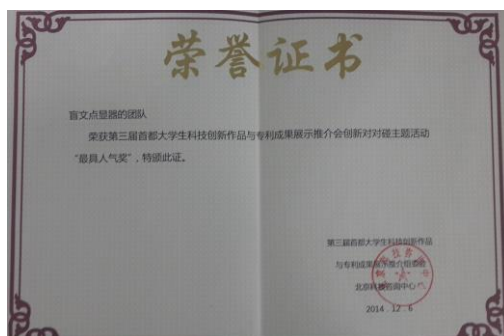 荣誉证书
盲文点显器的团队
荣获第三届首都大学生科技创新作品与专利成果展示推介会创新对对碰主题活动
“最具人气奖”，特颁此证。
第三届首都大学生科技创新作品
与专利成果展示推介组委会
北京科技咨询中心
2014．12．6